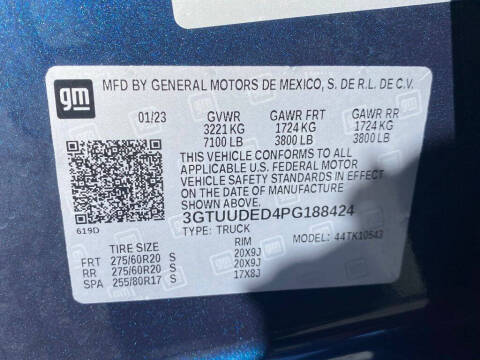 gm
MFD BY GENERAL MOTORS DE MEXICO, S. DE R.L. DE C.V.
01/23 GVWR GAWR FRT GAWR RR
3221 KG 1724 KG 1724 KG
7100 LB 3800 LB 3800 LB
THIS VEHICLE CONFORMS TO ALL
APPLICABLE U.S. FEDERAL MOTOR
VEHICLE SAFETY STANDARDS IN EFFECT
ON THE DATE OF MANUFACTURE
SHOWN ABOVE.
3GTUUDED4PG188424
619D TYPE: TRUCK MODEL: 44TK10543
TIRE SIZE RIM
FRT 275/60R20 S 20X9J
RR 275/60R20 S 20X9J
SPA 255/80R17 S 17X8J